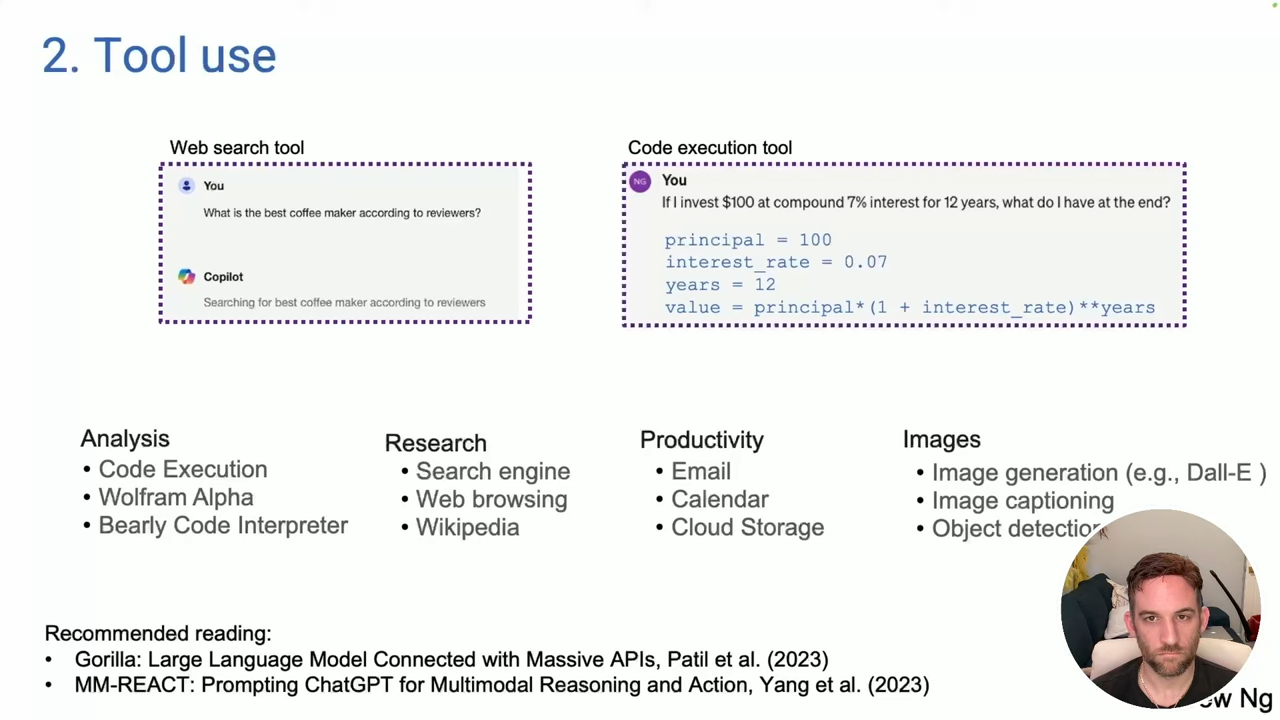 2. Tool use
Web search tool
You
What is the best coffee maker according to reviewers?
Copilot
Searching for best coffee maker according to reviewers
Code execution tool
NG
You
If I invest $100 at compound 7% interest for 12 years, what do I have at the end?
principal = 100
interest_rate = 0.07
years = 12
value = principal*(1 + interest_rate)**years
Analysis
• Code Execution
• Wolfram Alpha
• Bearly Code Interpreter
Research
• Search engine
• Web browsing
• Wikipedia
Productivity
• Email
• Calendar
• Cloud Storage
Images
• Image generation (e.g., Dall-E )
• Image captioning
• Object detection
Recommended reading:
• Gorilla: Large Language Model Connected with Massive APIs, Patil et al. (2023)
• MM-REACT: Prompting ChatGPT for Multimodal Reasoning and Action, Yang et al. (2023)
Ng